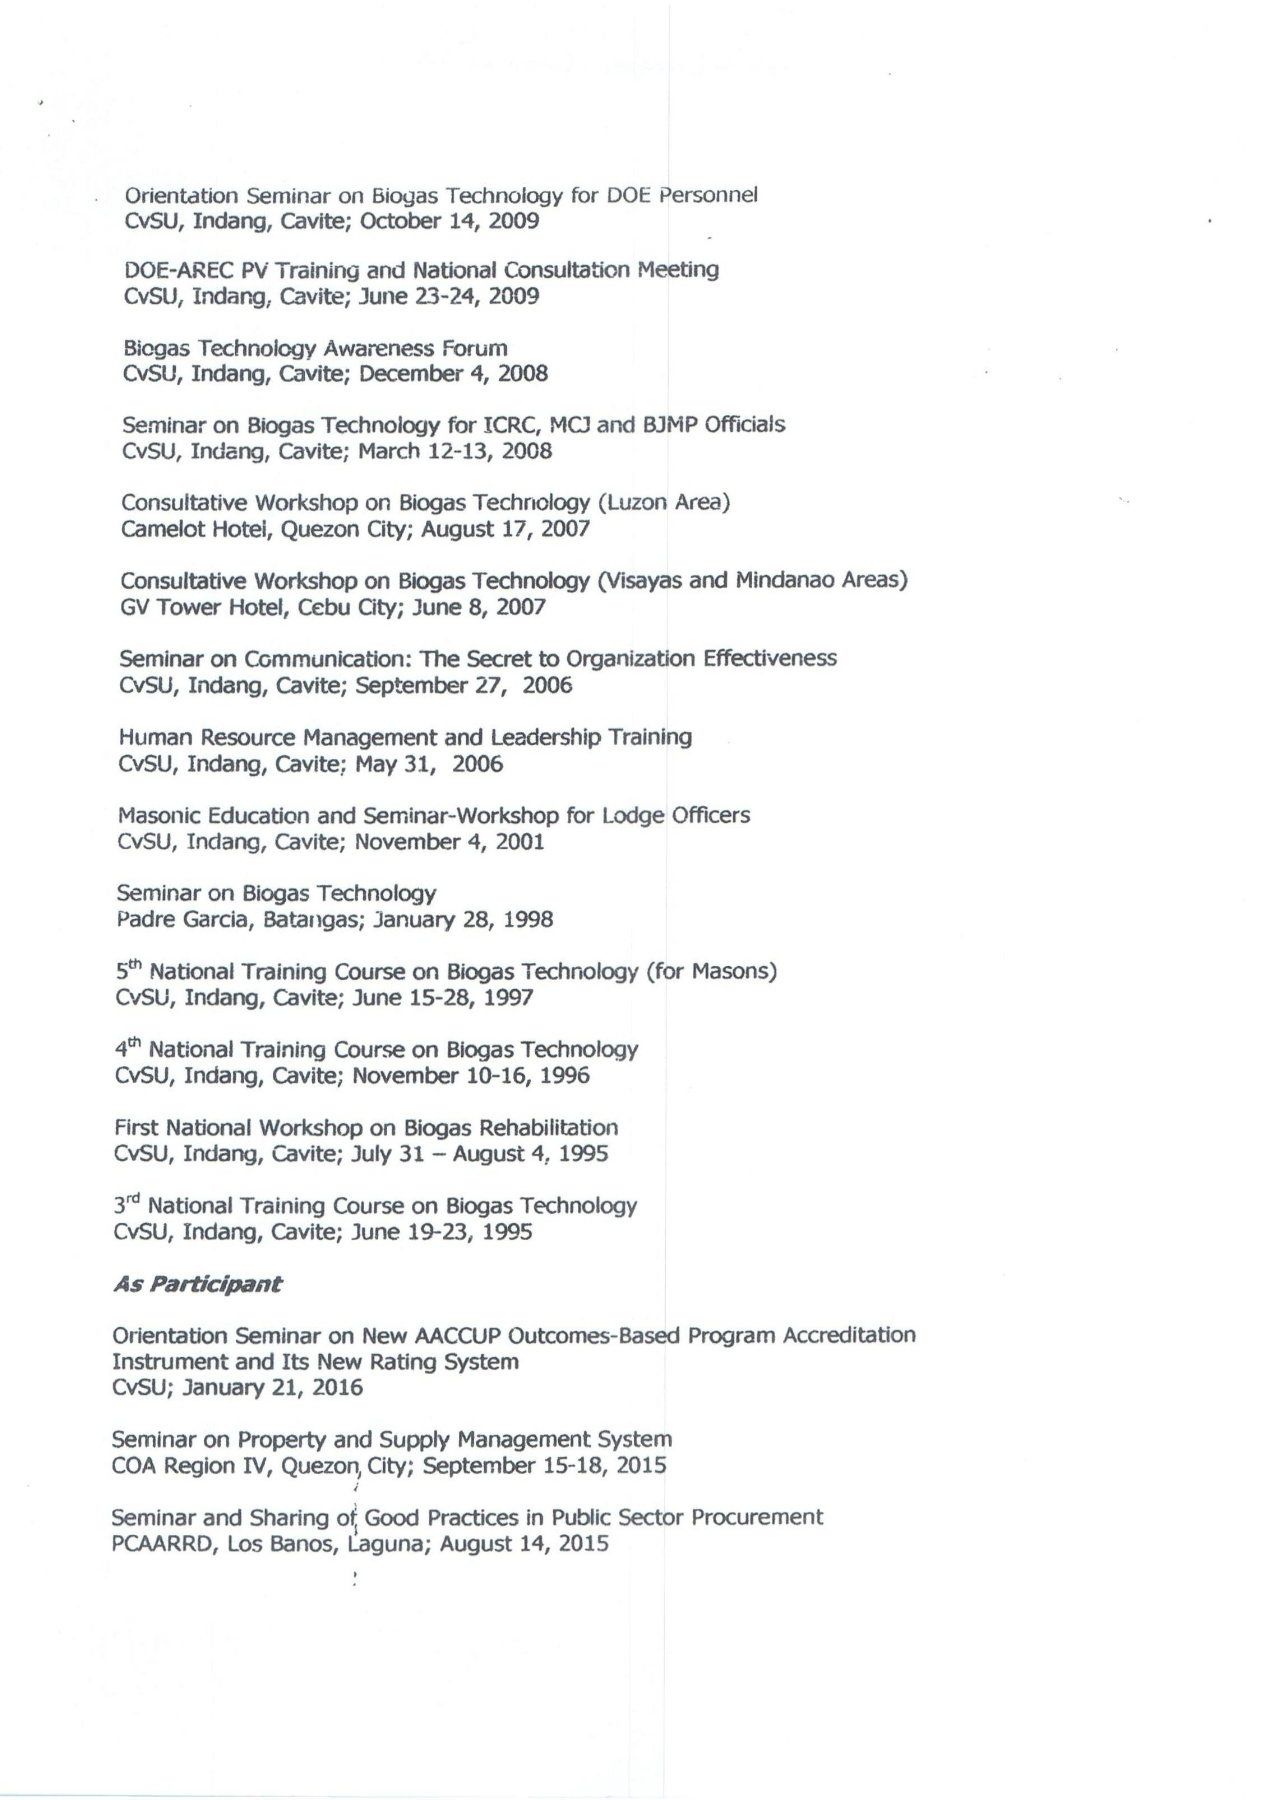 Orientation Seminar on Biogas Technology for DOE Personnel
CvSU, Indang, Cavite; October 14, 2009
DOE-AREC PV Training and National Consultation Meeting
CvSU, Indang, Cavite; June 23-24, 2009
Biogas Technology Awareness Forum
CvSU, Indang, Cavite; December 4, 2008
Seminar on Biogas Technology for ICRC, MCJ and BJMP Officials
CvSU, Indang, Cavite; March 12-13, 2008
Consultative Workshop on Biogas Technology (Luzon Area)
Camelot Hotel, Quezon City; August 17, 2007
Consultative Workshop on Biogas Technology (Visayas and Mindanao Areas)
GV Tower Hotel, Cebu City; June 8, 2007
Seminar on Communication: The Secret to Organization Effectiveness
CvSU, Indang, Cavite; September 27, 2006
Human Resource Management and Leadership Training
CvSU, Indang, Cavite; May 31, 2006
Masonic Education and Seminar-Workshop for Lodge Officers
CvSU, Indang, Cavite; November 4, 2001
Seminar on Biogas Technology
Padre Garcia, Batangas; January 28, 1998
5th National Training Course on Biogas Technology (for Masons)
CvSU, Indang, Cavite; June 15-28, 1997
4th National Training Course on Biogas Technology
CvSU, Indang, Cavite; November 10-16, 1996
First National Workshop on Biogas Rehabilitation
CvSU, Indang, Cavite; July 31 – August 4, 1995
3rd National Training Course on Biogas Technology
CvSU, Indang, Cavite; June 19-23, 1995
As Participant
Orientation Seminar on New AACCUP Outcomes-Based Program Accreditation
Instrument and Its New Rating System
CvSU; January 21, 2016
Seminar on Property and Supply Management System
COA Region IV, Quezon City; September 15-18, 2015
Seminar and Sharing of Good Practices in Public Sector Procurement
PCAARRD, Los Banos, Laguna; August 14, 2015